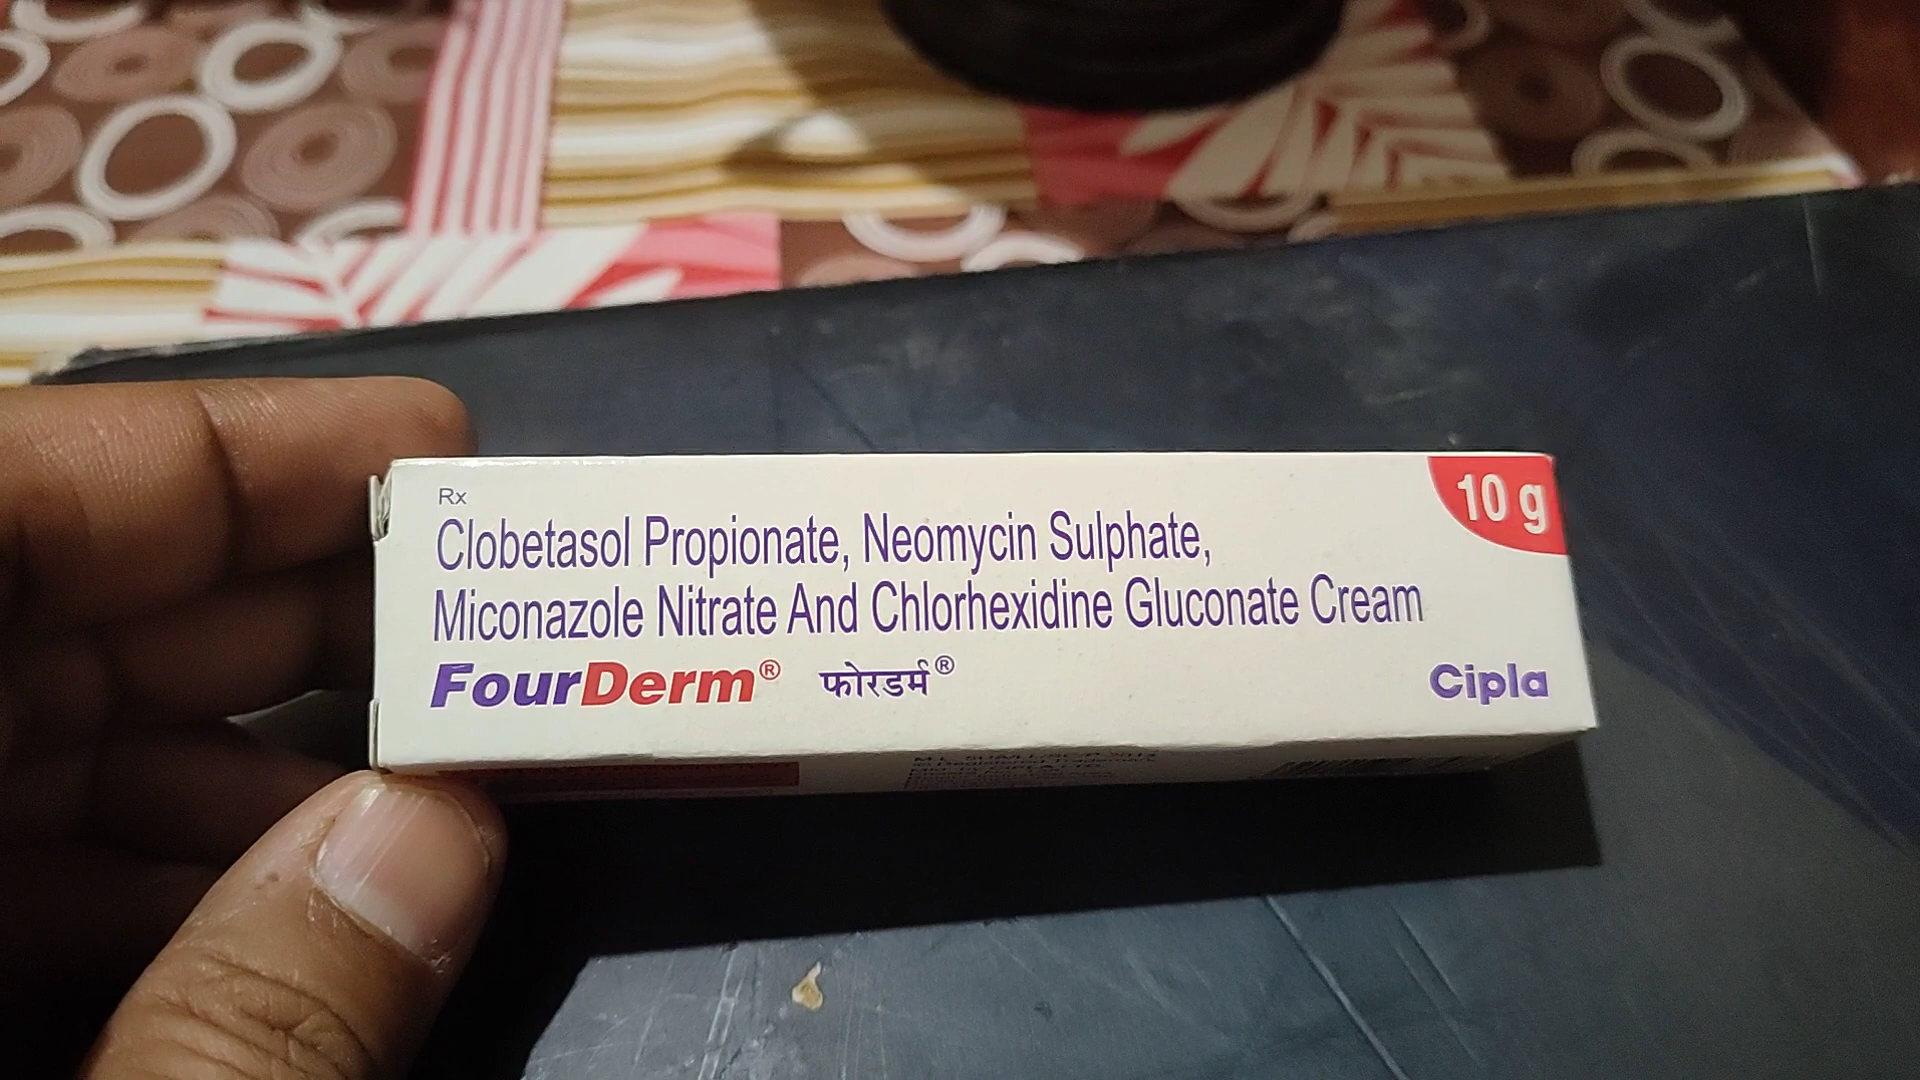 Rx
Clobetasol Propionate, Neomycin Sulphate,
Miconazole Nitrate And Chlorhexidine Gluconate Cream
FourDerm® फोरडर्म®
Cipla
10 g